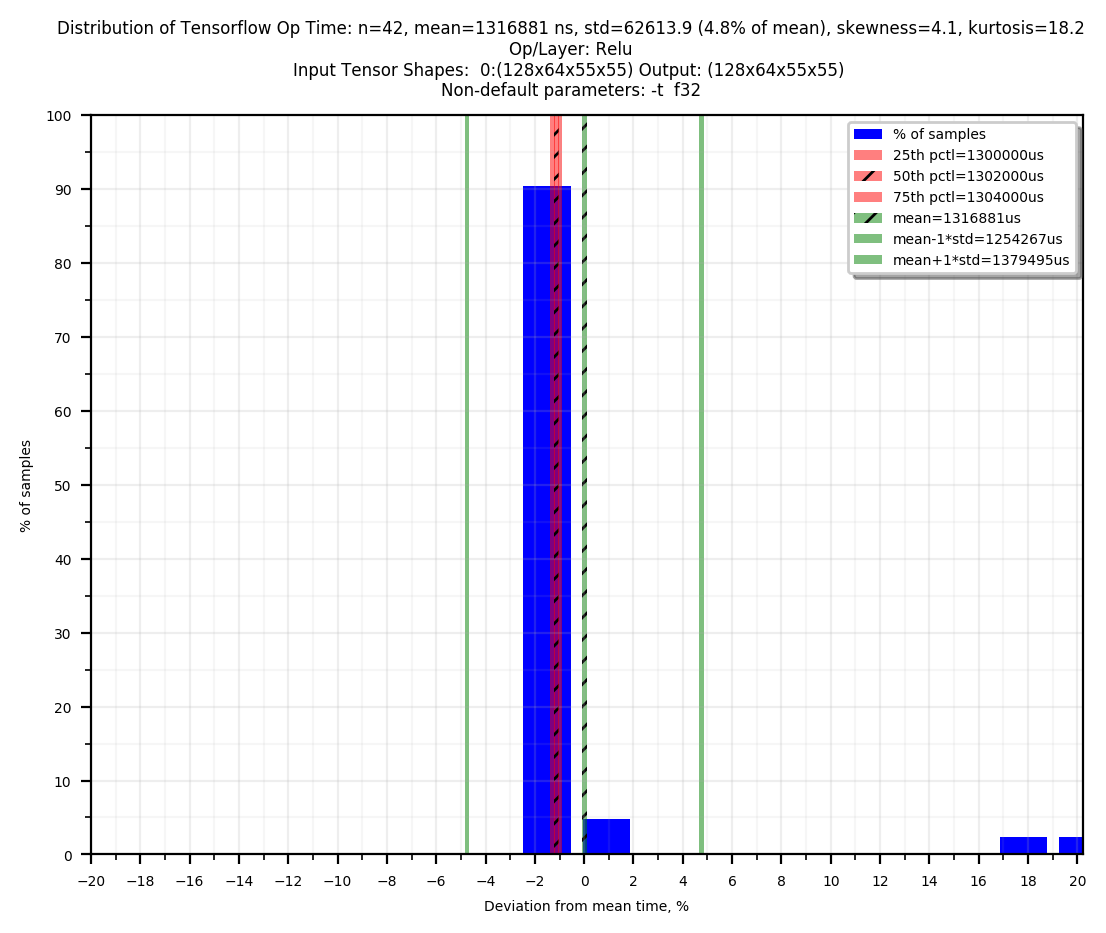 Distribution of Tensorflow Op Time: n=42, mean=1316881 ns, std=62613.9 (4.8% of mean), skewness=4.1, kurtosis=18.2
Op/Layer: Relu
Input Tensor Shapes:  0:(128x64x55x55) Output: (128x64x55x55)
Non-default parameters: -t  f32
% of samples
25th pctl=1300000us
50th pctl=1302000us
75th pctl=1304000us
mean=1316881us
mean-1*std=1254267us
mean+1*std=1379495us
100
90
80
70
60
50
40
30
20
10
0
% of samples
−20 −18 −16 −14 −12 −10 −8 −6 −4 −2 0 2 4 6 8 10 12 14 16 18 20
Deviation from mean time, %